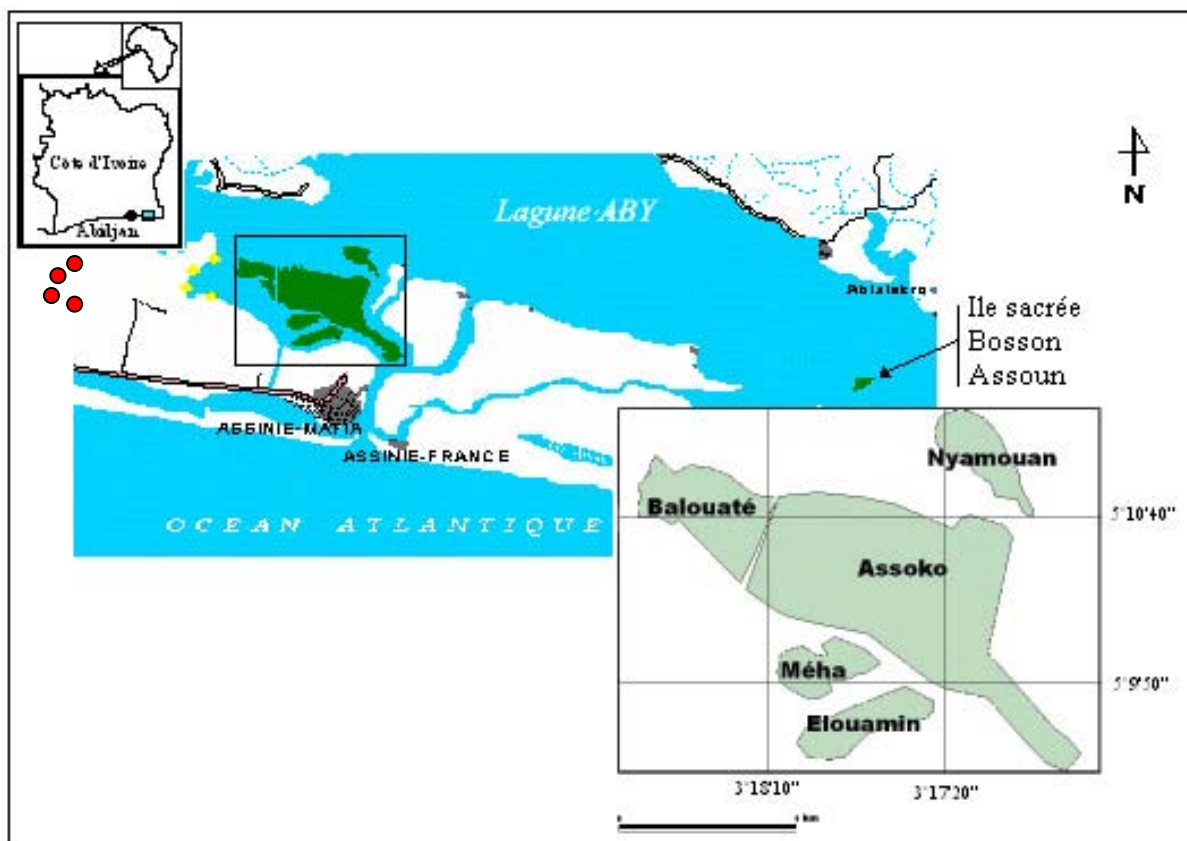 Côte d'Ivoire
Abidjan
Lagune ABY
N
Ile sacrée
Bosson
Assoun
ASSINIE-MAFIA
ASSINIE-FRANCE
OCEAN ATLANTIQUE
Nyamouan
Balouaté
5°10'40''
Assoko
Méha
5°9'50''
Elouamin
3°18'10''
3°17'20''
km